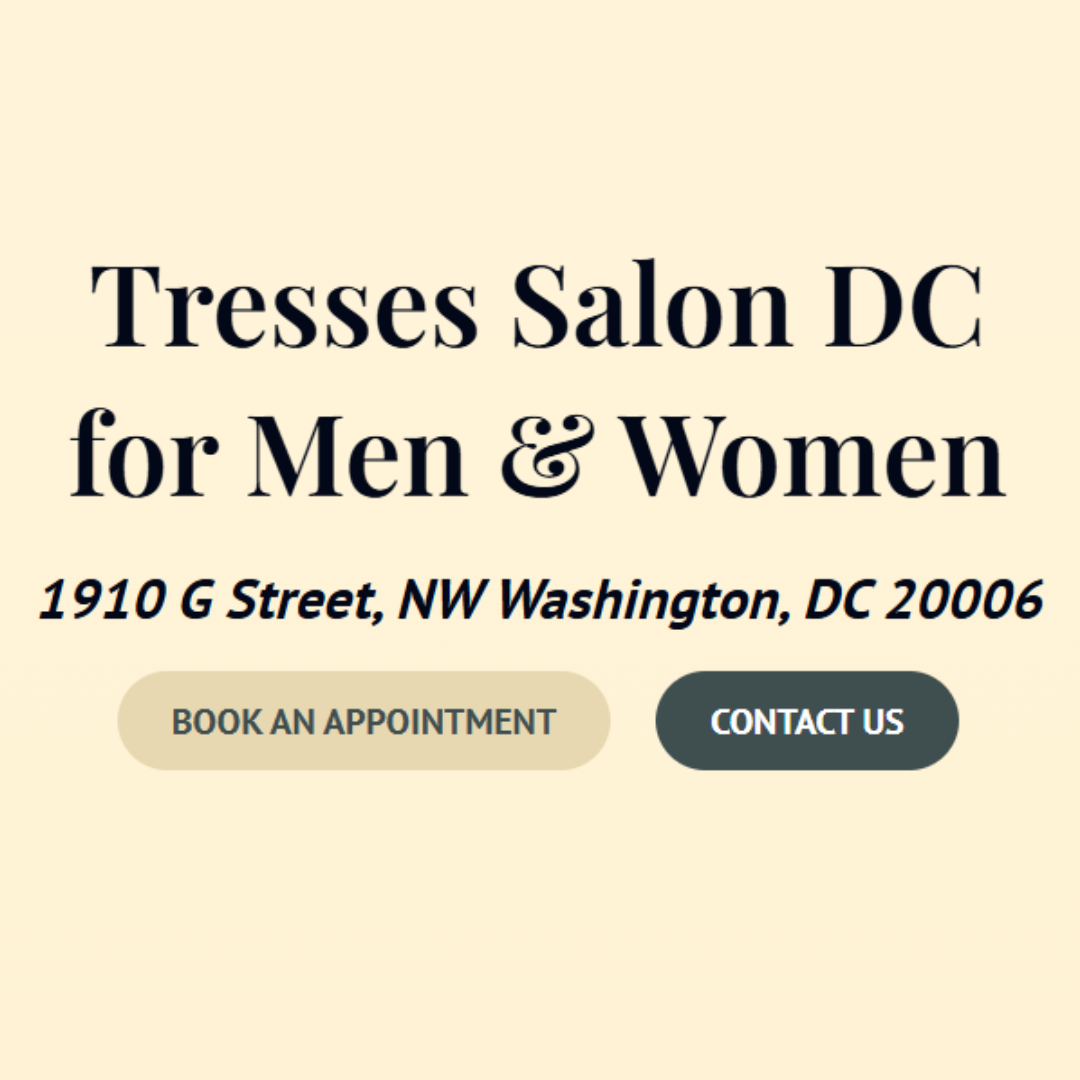 Tresses Salon DC
for Men & Women
1910 G Street, NW Washington, DC 20006
BOOK AN APPOINTMENT
CONTACT US